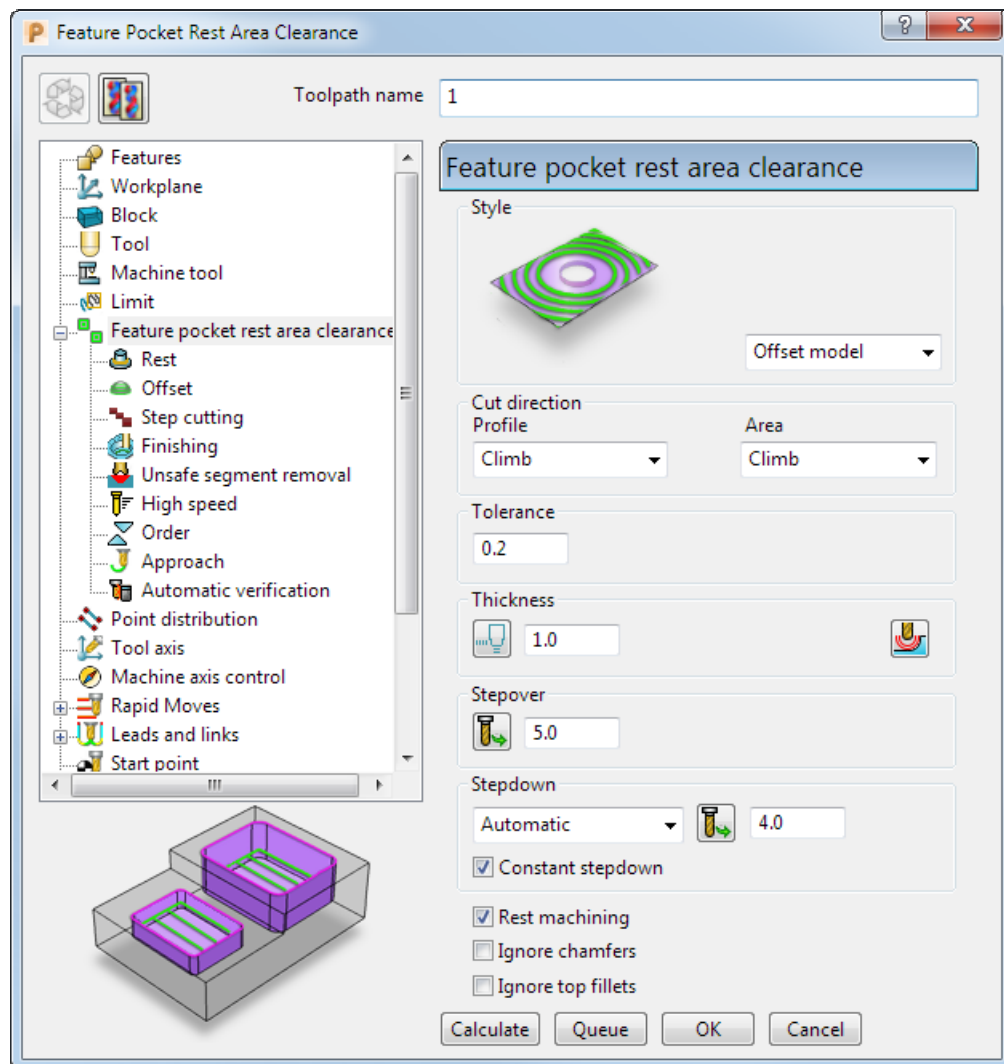 Feature Pocket Rest Area Clearance
Toolpath name 1
Features
Workplane
Block
Tool
Machine tool
Limit
Feature pocket rest area clearance
Rest
Offset
Step cutting
Finishing
Unsafe segment removal
High speed
Order
Approach
Automatic verification
Point distribution
Tool axis
Machine axis control
Rapid Moves
Leads and links
Start point
Feature pocket rest area clearance
Style
Offset model
Cut direction
Profile Area
Climb Climb
Tolerance
0.2
Thickness
1.0
Stepover
5.0
Stepdown
Automatic 4.0
Constant stepdown
Rest machining
Ignore chamfers
Ignore top fillets
Calculate Queue OK Cancel